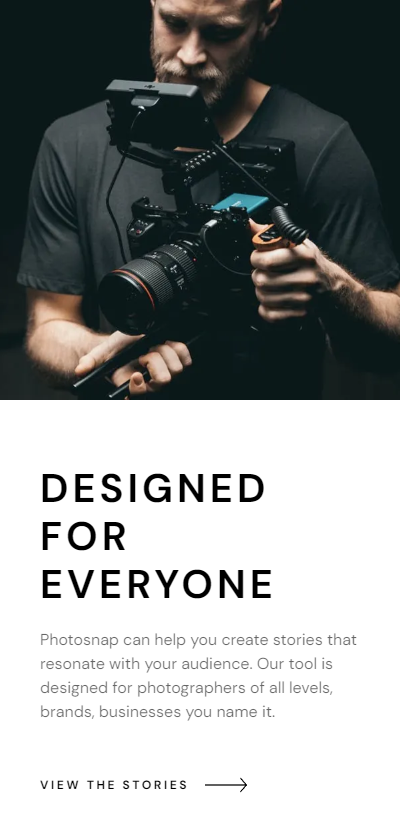 DESIGNED
FOR
EVERYONE
Photosnap can help you create stories that
resonate with your audience. Our tool is
designed for photographers of all levels,
brands, businesses you name it.
VIEW THE STORIES